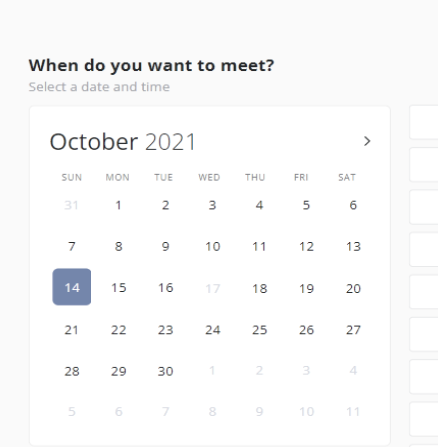 When do you want to meet?
Select a date and time
October 2021 >
SUN MON TUE WED THU FRI SAT
31 1 2 3 4 5 6
7 8 9 10 11 12 13
14 15 16 17 18 19 20
21 22 23 24 25 26 27
28 29 30 1 2 3 4
5 6 7 8 9 10 11